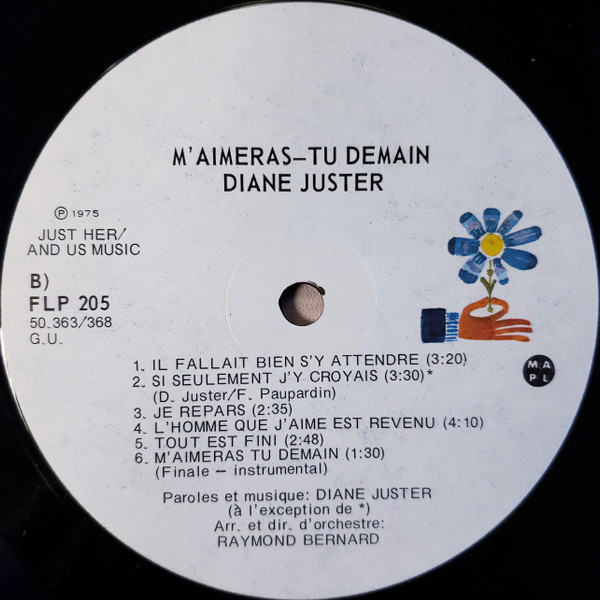 M'AIMERAS–TU DEMAIN
DIANE JUSTER
Ⓟ 1975
JUST HER/
AND US MUSIC
B)
FLP 205
50.363/368
G.U.
M A
P L
1. IL FALLAIT BIEN S'Y ATTENDRE (3:20)
2. SI SEULEMENT J'Y CROYAIS (3:30)*
(D. Juster/F. Paupardin)
3. JE REPARS (2:35)
4. L'HOMME QUE J'AIME EST REVENU (4:10)
5. TOUT EST FINI (2:48)
6. M'AIMERAS TU DEMAIN (1:30)
(Finale – instrumental)
Paroles et musique: DIANE JUSTER
(à l'exception de *)
Arr. et dir. d'orchestre:
RAYMOND BERNARD